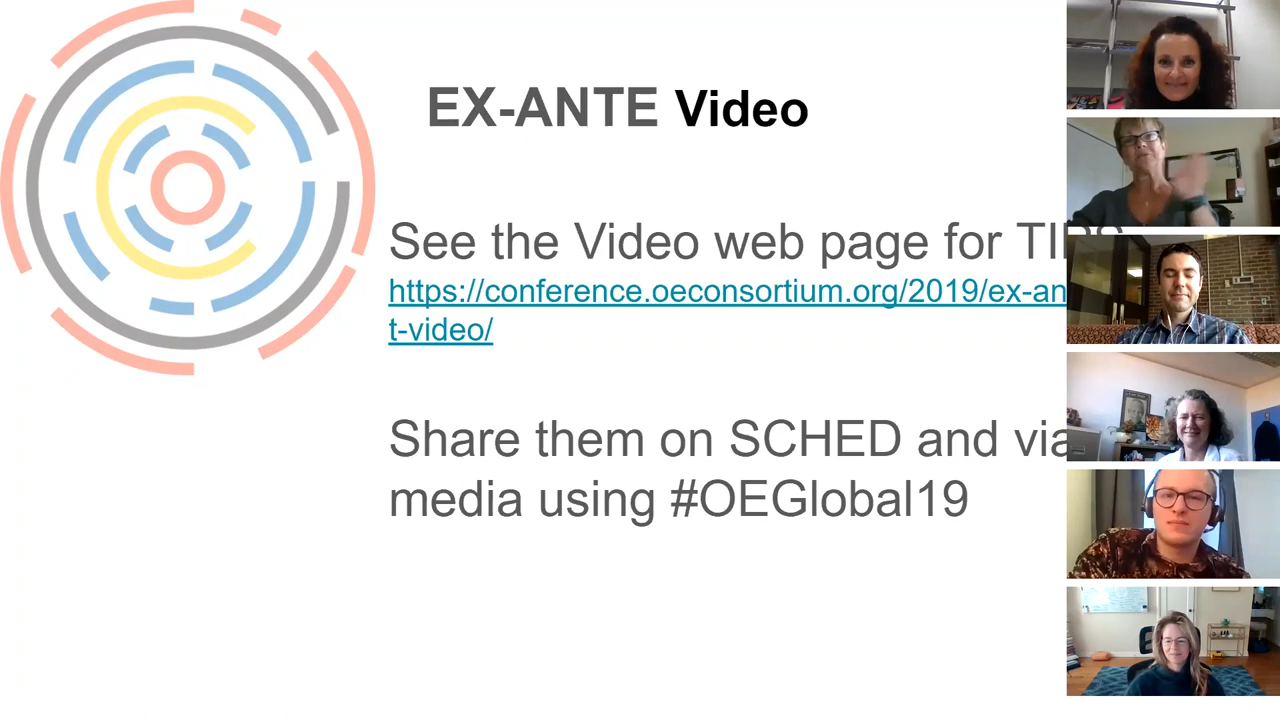 EX-ANTE Video
See the Video web page for TIPS
https://conference.oeconsortium.org/2019/ex-an
t-video/
Share them on SCHED and via
media using #OEGlobal19